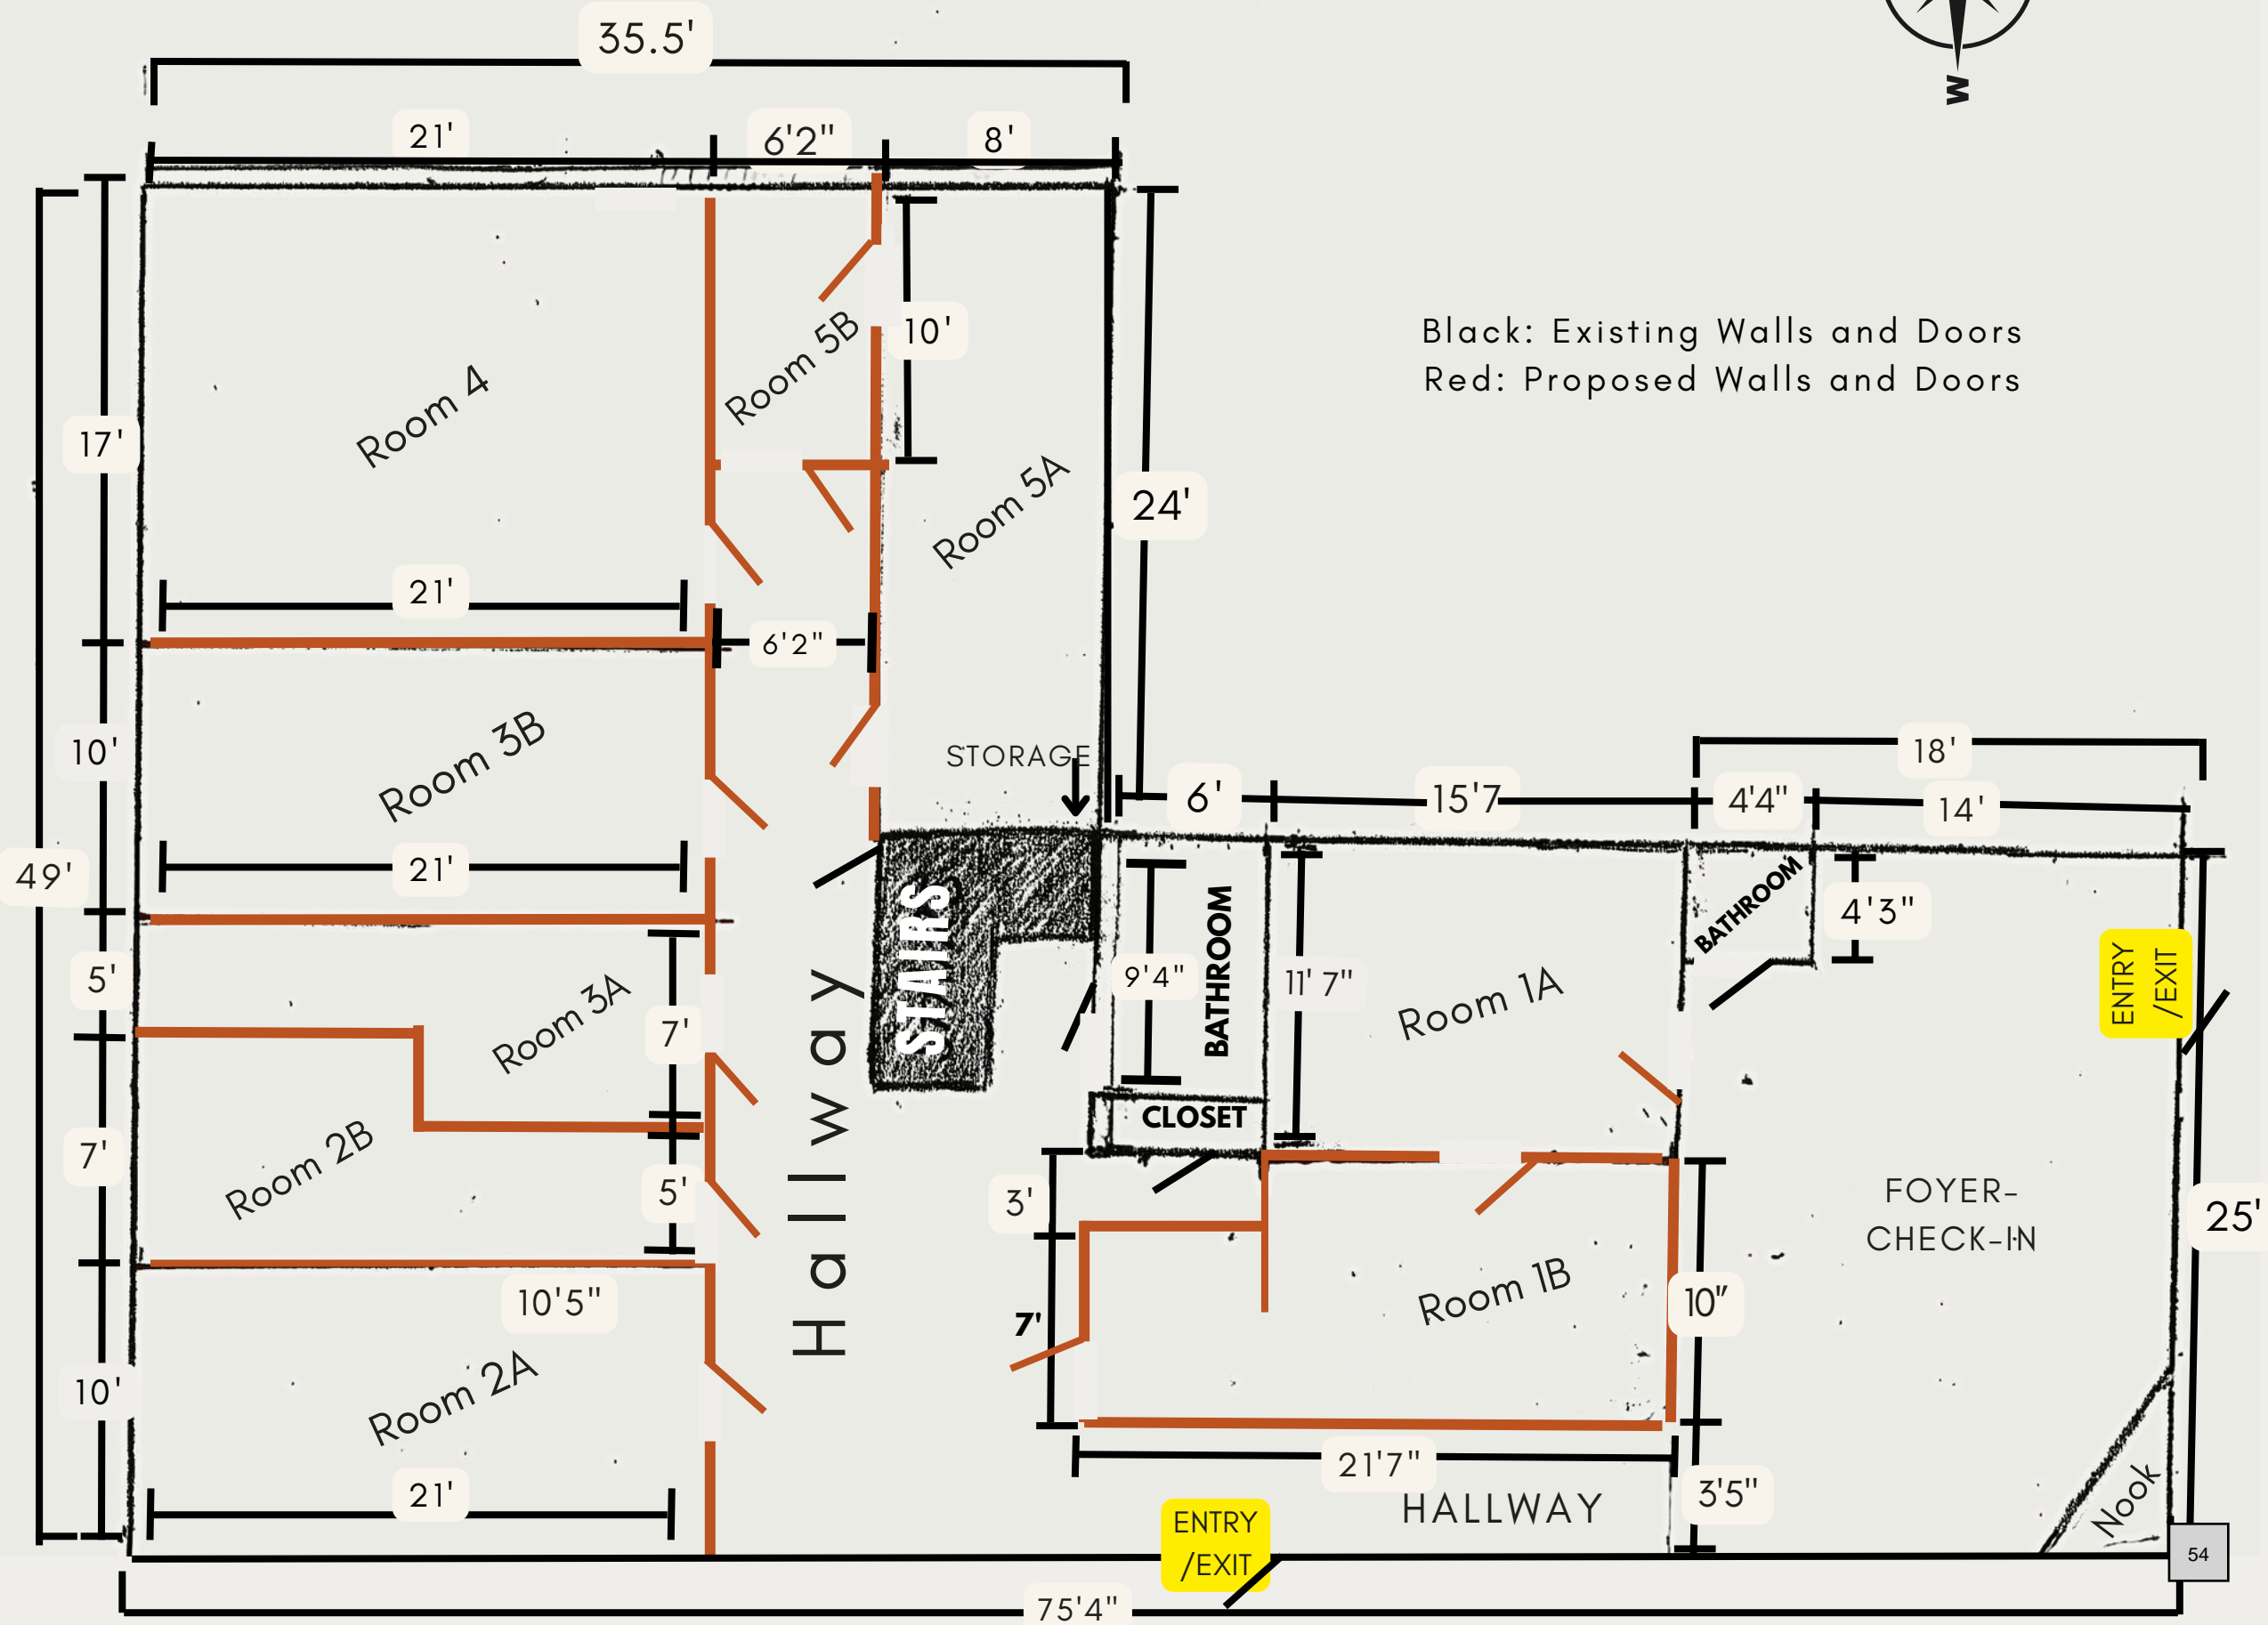 35.5'
W
21'
6'2"
8'
Black: Existing Walls and Doors
Red: Proposed Walls and Doors
10'
Room 5B
17'
Room 4
24'
Room 5A
21'
6'2"
10'
Room 3B
STORAGE
18'
6'
15'7
4'4"
14'
49'
21'
BATHROOM
4'3"
STAIRS
9'4"
BATHROOM
11' 7"
Room 1A
ENTRY
/EXIT
5'
Room 3A
7'
Hallway
CLOSET
7'
Room 2B
5'
3'
FOYER-
CHECK-IN
25'
10'5"
7'
Room 1B
10"
10'
Room 2A
21'
21'7"
HALLWAY
3'5"
Nook
ENTRY
/EXIT
54
75'4"